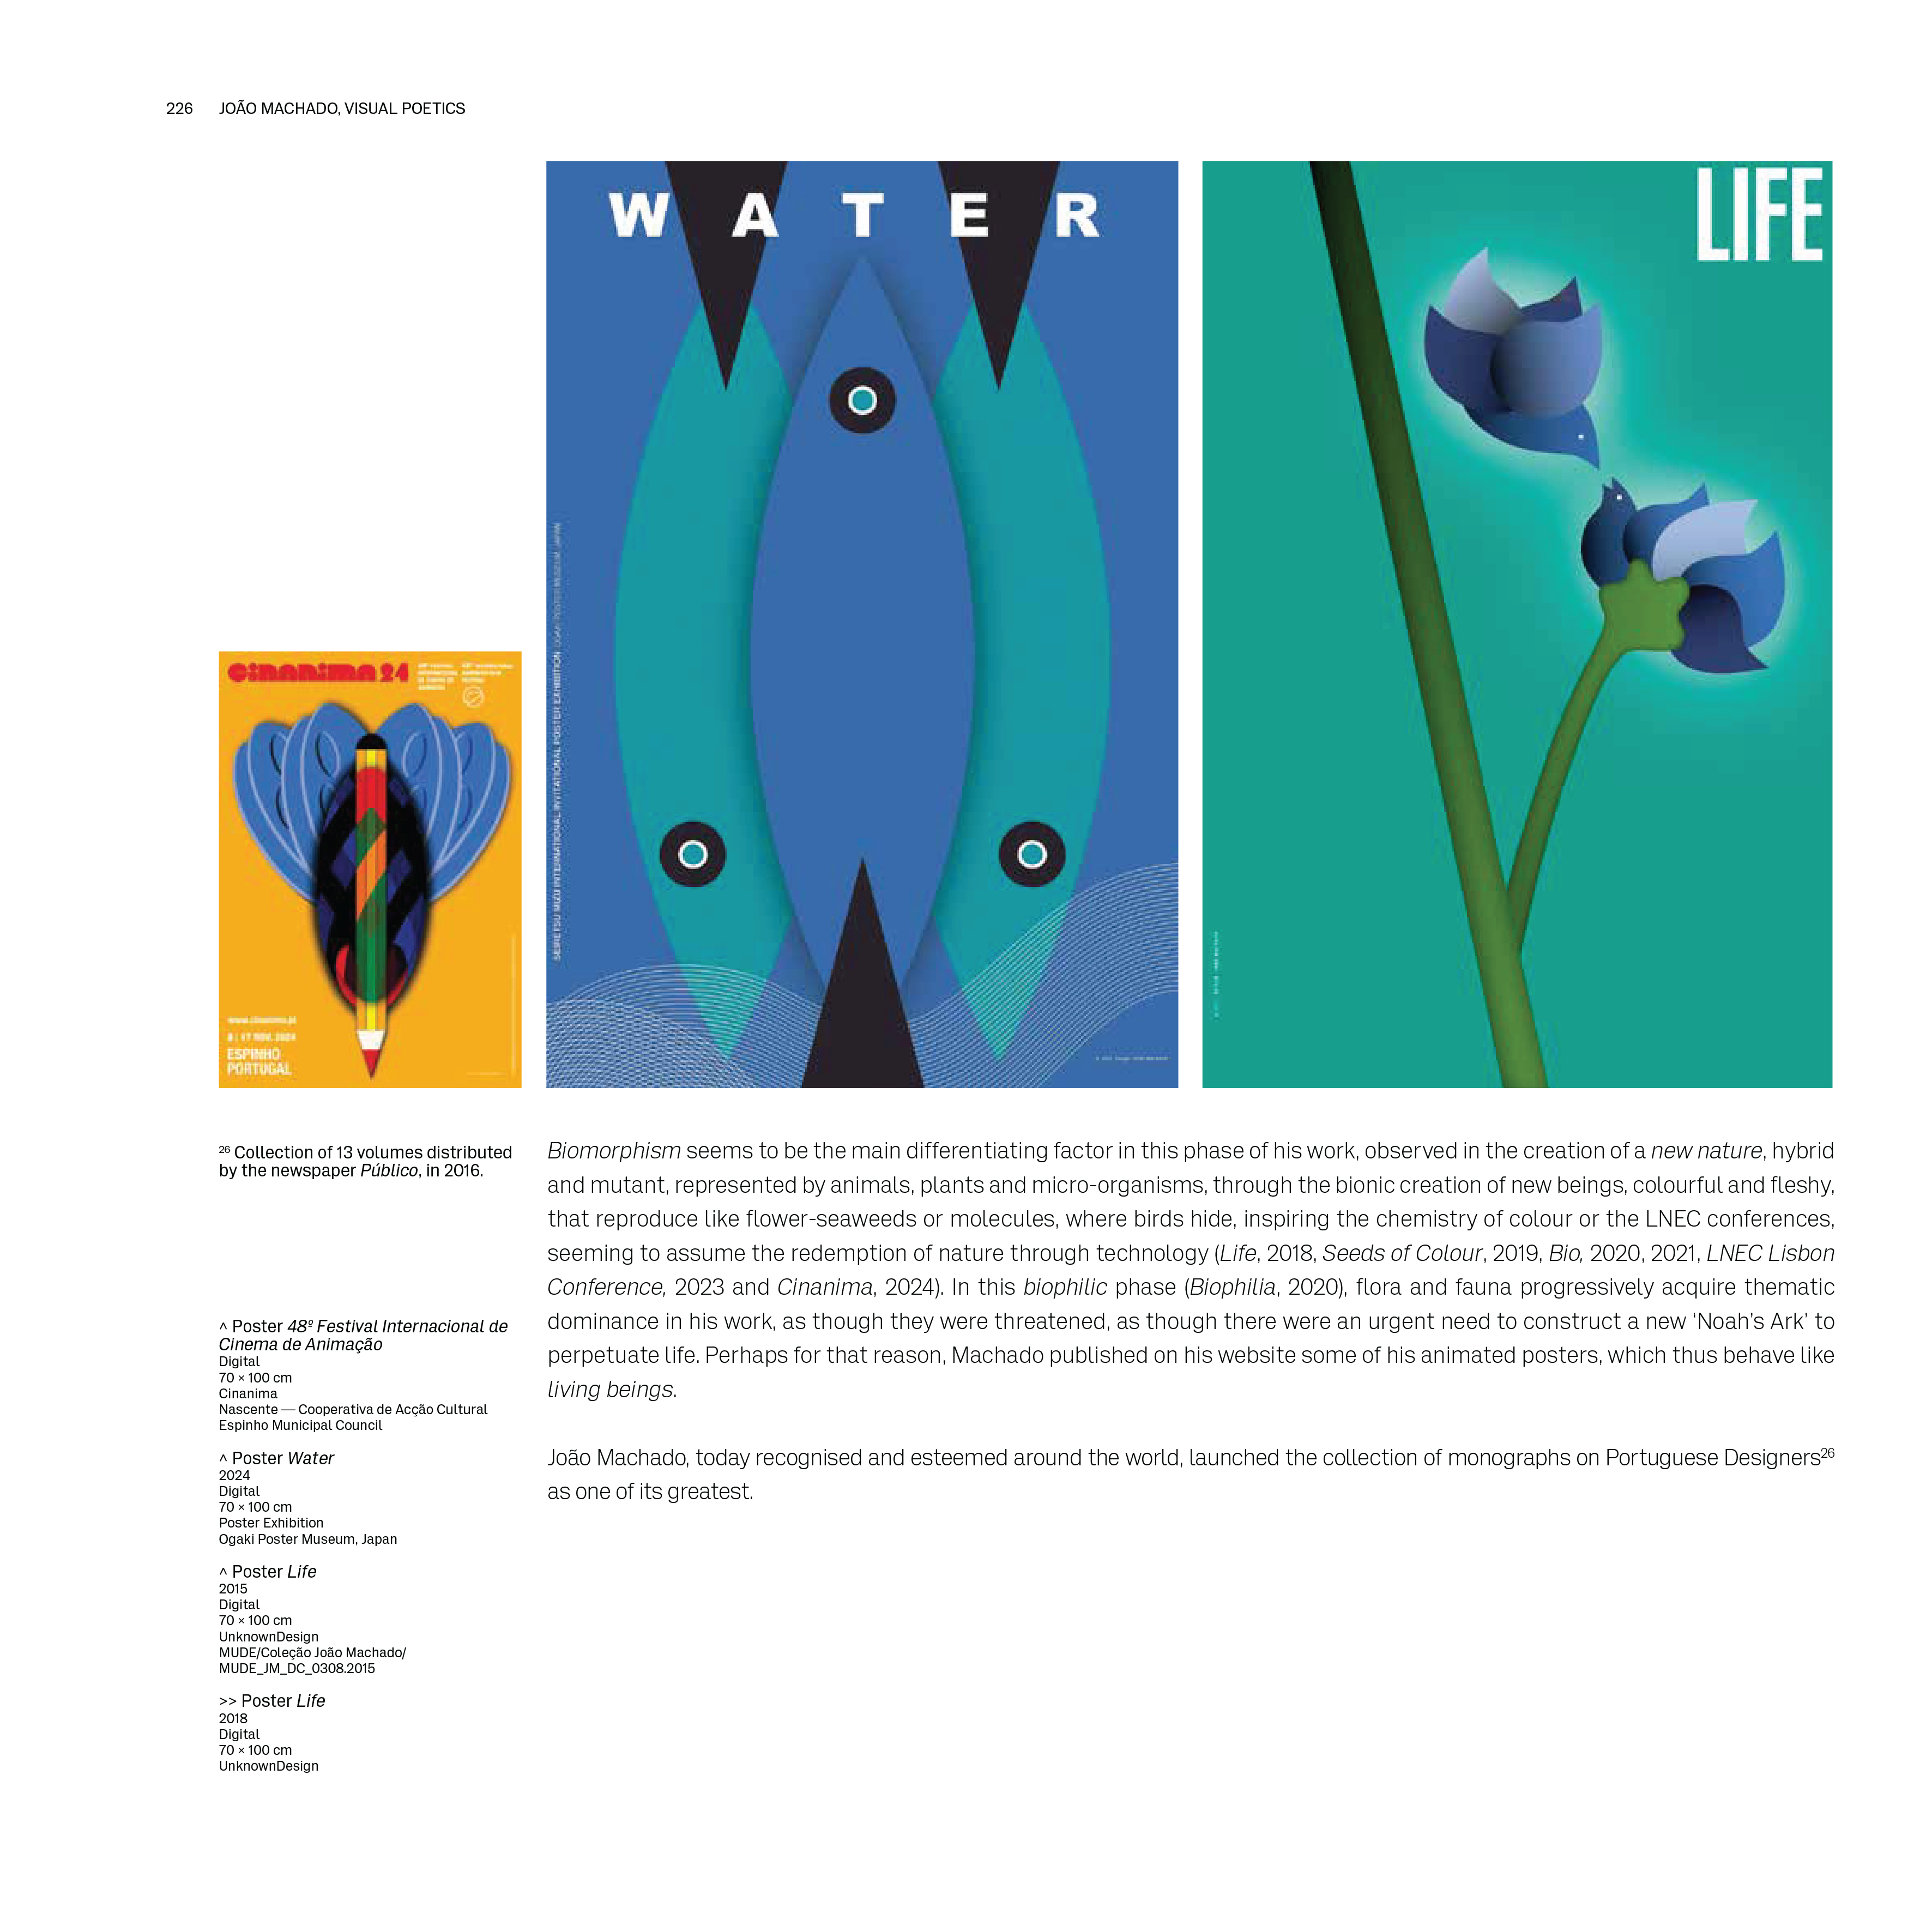 226 JOÃO MACHADO, VISUAL POETICS
WATER
LIFE
SEIRETSU MIZU INTERNATIONAL INVITATIONAL POSTER EXHIBITION OGAKI POSTER MUSEUM, JAPAN
cinanima 24
www.cinanima.pt
8 | 17 NOV. 2024
ESPINHO
PORTUGAL
26 Collection of 13 volumes distributed
by the newspaper Público, in 2016.
^ Poster 48º Festival Internacional de
Cinema de Animação
Digital
70 × 100 cm
Cinanima
Nascente — Cooperativa de Acção Cultural
Espinho Municipal Council
^ Poster Water
2024
Digital
70 × 100 cm
Poster Exhibition
Ogaki Poster Museum, Japan
^ Poster Life
2015
Digital
70 × 100 cm
UnknownDesign
MUDE/Coleção João Machado/
MUDE_JM_DC_0308.2015
>> Poster Life
2018
Digital
70 × 100 cm
UnknownDesign
Biomorphism seems to be the main differentiating factor in this phase of his work, observed in the creation of a new nature, hybrid
and mutant, represented by animals, plants and micro-organisms, through the bionic creation of new beings, colourful and fleshy,
that reproduce like flower-seaweeds or molecules, where birds hide, inspiring the chemistry of colour or the LNEC conferences,
seeming to assume the redemption of nature through technology (Life, 2018, Seeds of Colour, 2019, Bio, 2020, 2021, LNEC Lisbon
Conference, 2023 and Cinanima, 2024). In this biophilic phase (Biophilia, 2020), flora and fauna progressively acquire thematic
dominance in his work, as though they were threatened, as though there were an urgent need to construct a new ‘Noah’s Ark’ to
perpetuate life. Perhaps for that reason, Machado published on his website some of his animated posters, which thus behave like
living beings.
João Machado, today recognised and esteemed around the world, launched the collection of monographs on Portuguese Designers26
as one of its greatest.